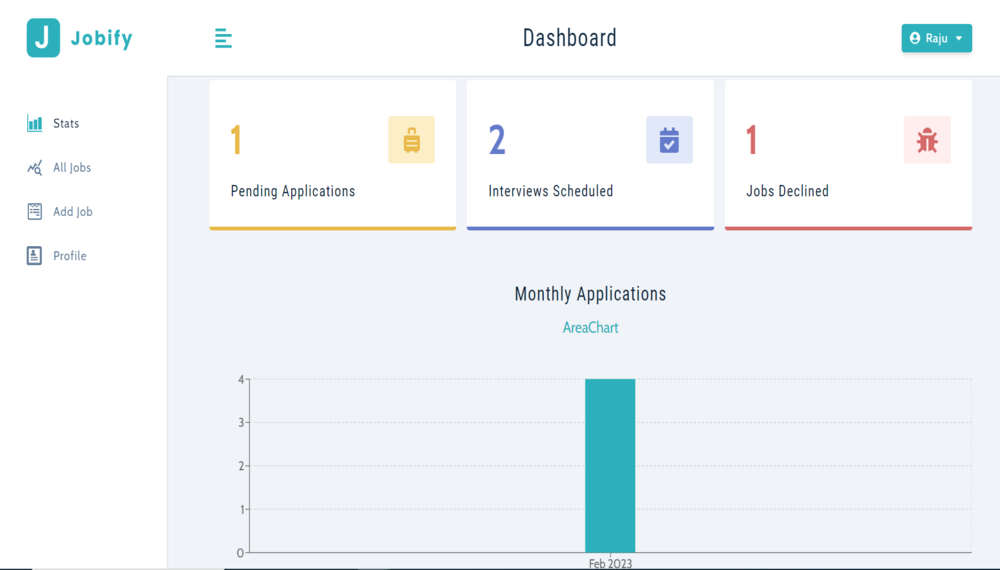 J Jobify
Dashboard
Raju
Stats
All Jobs
Add Job
Profile
1
Pending Applications
2
Interviews Scheduled
1
Jobs Declined
Monthly Applications
AreaChart
4
3
2
1
0
Feb 2023